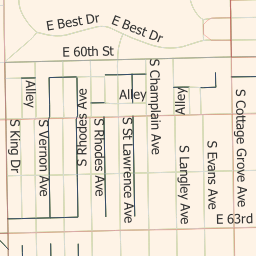 E Best Dr
E Best Dr
E 60th St
Alley
Alley
Alley
S King Dr
S Vernon Ave
S Rhodes Ave
S Rhodes Ave
S St Lawrence Ave
S Champlain Ave
S Langley Ave
S Evans Ave
S Cottage Grove Ave
E 63rd